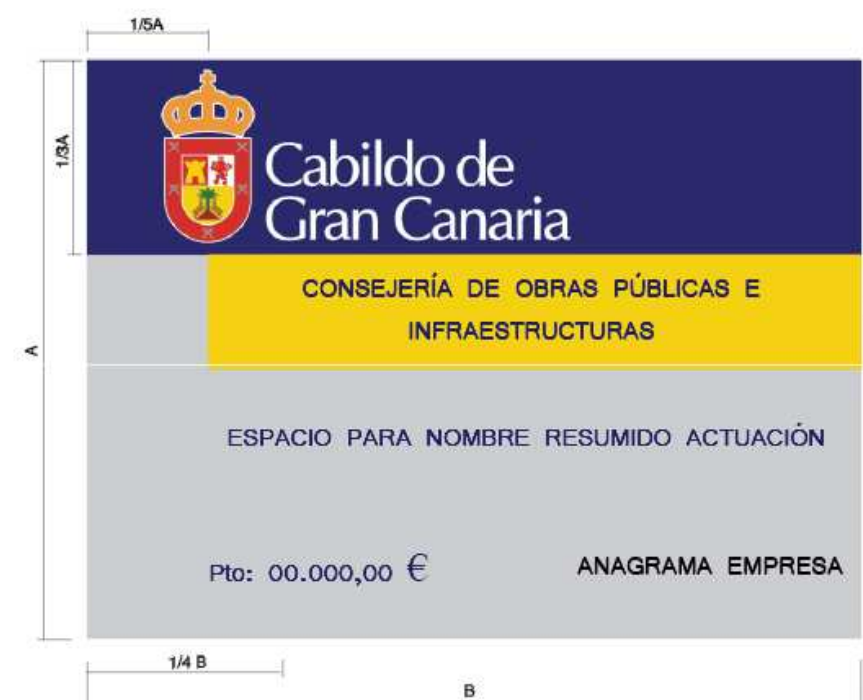 1/5A
1/3A
Cabildo de
Gran Canaria
CONSEJERÍA DE OBRAS PÚBLICAS E
INFRAESTRUCTURAS
A
ESPACIO PARA NOMBRE RESUMIDO ACTUACIÓN
Pto: 00.000,00 €
ANAGRAMA EMPRESA
1/4 B
B